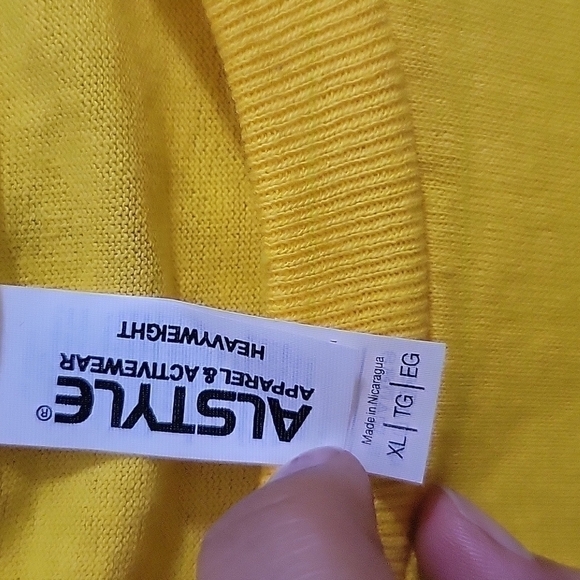 ALSTYLE®
APPAREL & ACTIVEWEAR
HEAVYWEIGHT
Made in Nicaragua
XL | TG | EG